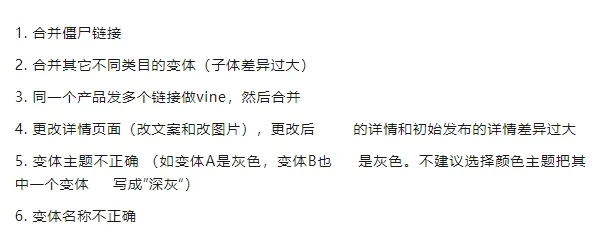 1. 合并僵尸链接
2. 合并其它不同类目的变体（子体差异过大）
3. 同一个产品发多个链接做vine，然后合并
4. 更改详情页面（改文案和改图片），更改后 的详情和初始发布的详情差异过大
5. 变体主题不正确 （如变体A是灰色，变体B也 是灰色。不建议选择颜色主题把其
中一个变体 写成”深灰“）
6. 变体名称不正确